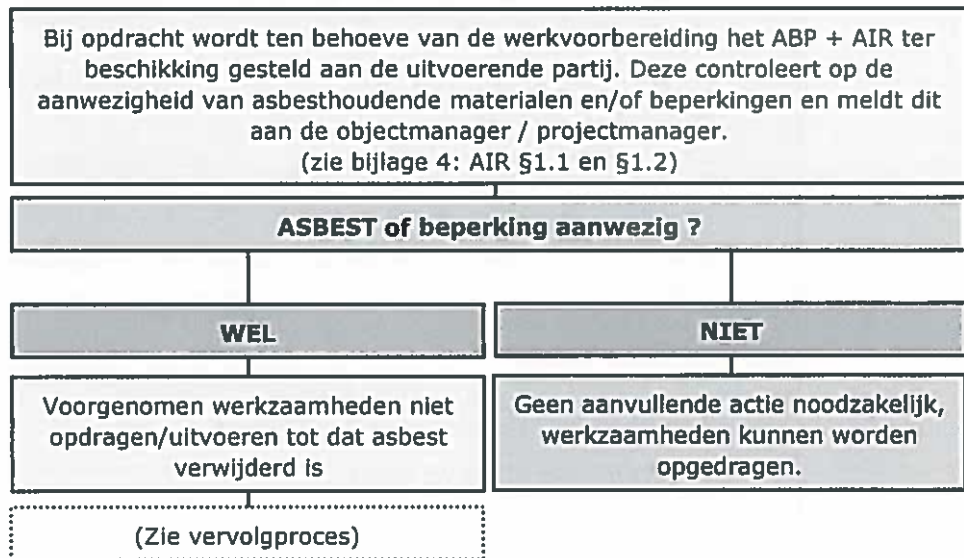 Bij opdracht wordt ten behoeve van de werkvoorbereiding het ABP + AIR ter
beschikking gesteld aan de uitvoerende partij. Deze controleert op de
aanwezigheid van asbesthoudende materialen en/of beperkingen en meldt dit
aan de objectmanager / projectmanager.
(zie bijlage 4: AIR §1.1 en §1.2)
ASBEST of beperking aanwezig ?
WEL
NIET
Voorgenomen werkzaamheden niet
opdragen/uitvoeren tot dat asbest
verwijderd is
Geen aanvullende actie noodzakelijk,
werkzaamheden kunnen worden
opgedragen.
(Zie vervolgproces)